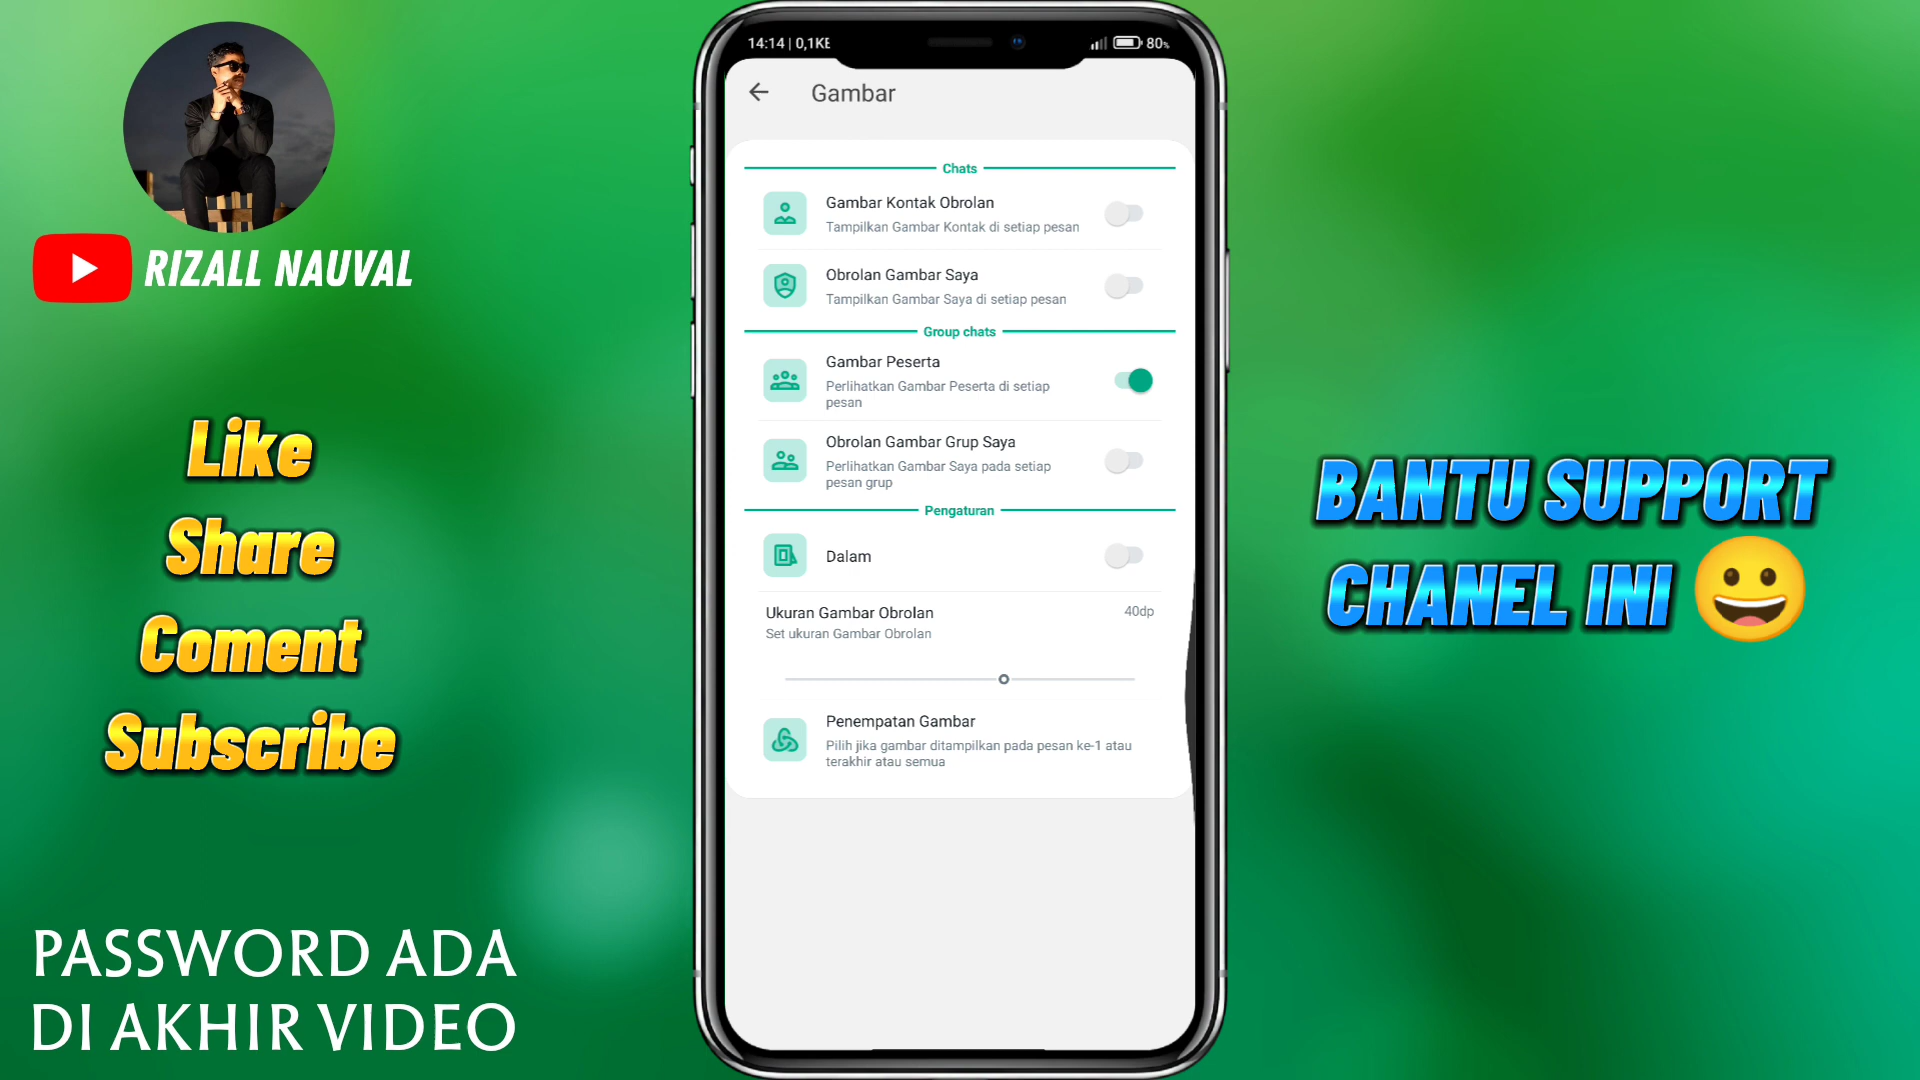 RIZALL NAUVAL
Like
Share
Coment
Subscribe
PASSWORD ADA
DI AKHIR VIDEO
14:14 | 0,1KB
80%
Gambar
Chats
Gambar Kontak Obrolan
Tampilkan Gambar Kontak di setiap pesan
Obrolan Gambar Saya
Tampilkan Gambar Saya di setiap pesan
Group chats
Gambar Peserta
Perlihatkan Gambar Peserta di setiap
pesan
Obrolan Gambar Grup Saya
Perlihatkan Gambar Saya pada setiap
pesan grup
Pengaturan
Dalam
Ukuran Gambar Obrolan
40dp
Set ukuran Gambar Obrolan
Penempatan Gambar
Pilih jika gambar ditampilkan pada pesan ke-1 atau
terakhir atau semua
BANTU SUPPORT
CHANEL INI 😀